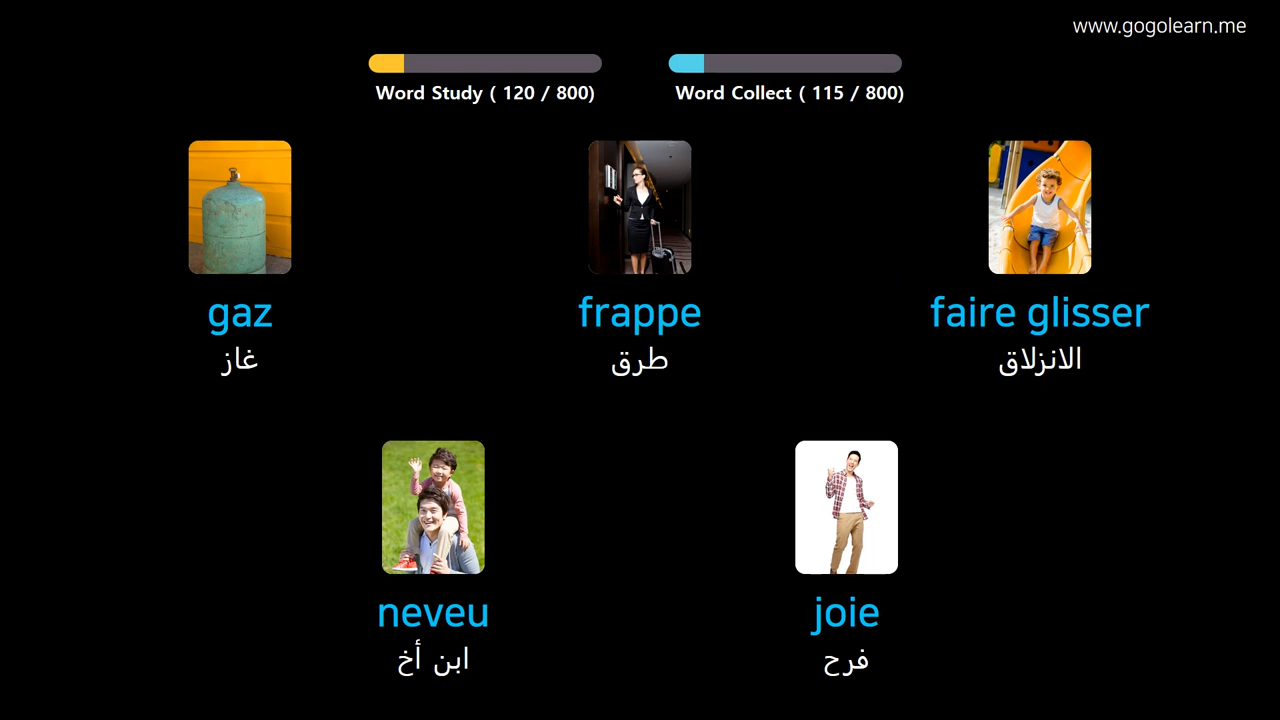 www.gogolearn.me
Word Study ( 120 / 800)
Word Collect ( 115 / 800)
gaz
frappe
faire glisser
غاز
طرق
الانزلاق
neveu
joie
ابن أخ
فرح